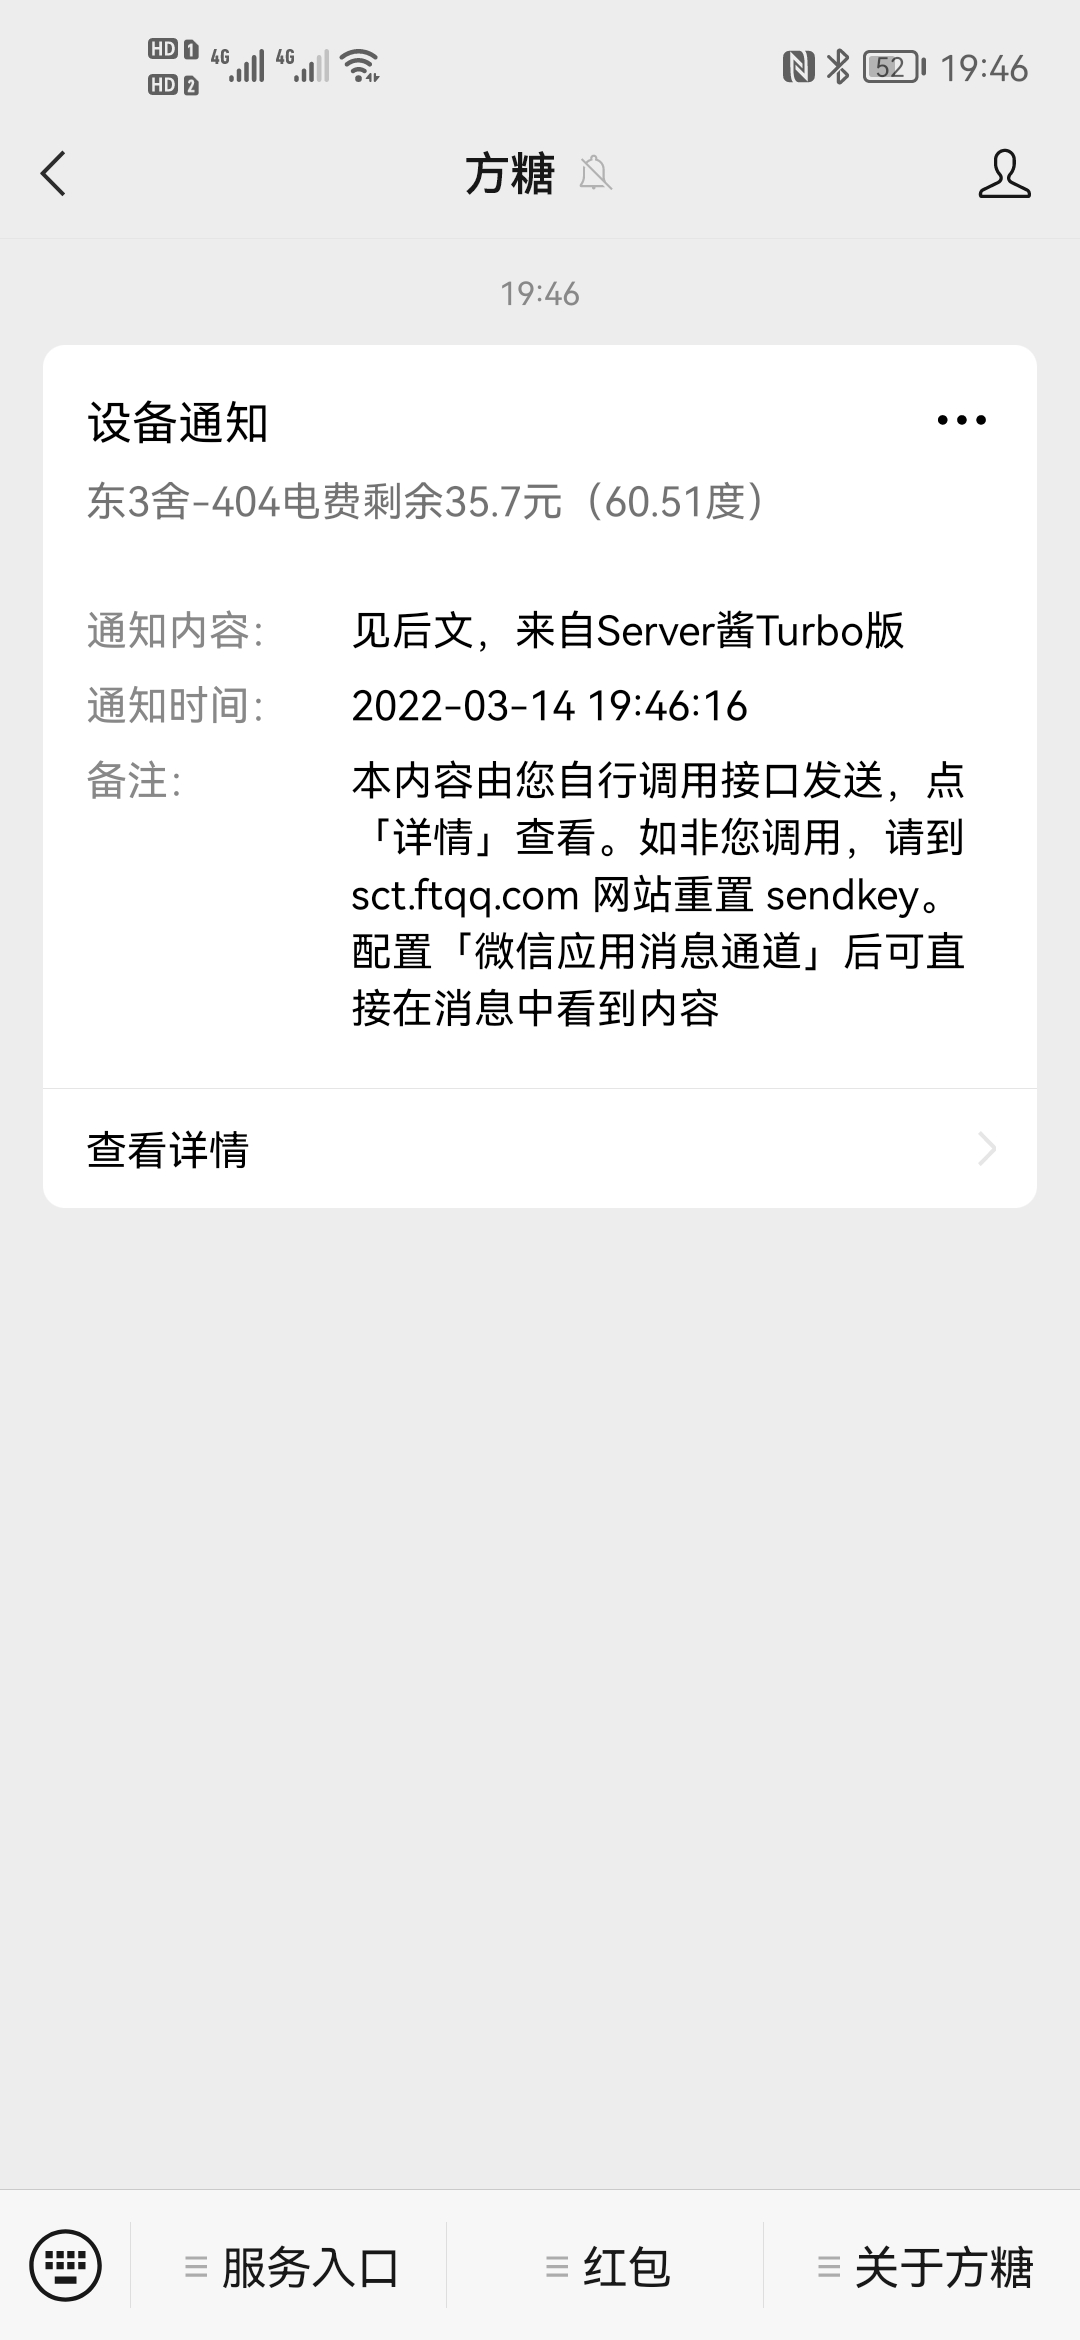 HD 1 4G 4G 52 19:46
HD 2
方糖
19:46
设备通知
东3舍-404电费剩余35.7元（60.51度）
通知内容： 见后文，来自Server酱Turbo版
通知时间： 2022-03-14 19:46:16
备注： 本内容由您自行调用接口发送，点
「详情」查看。如非您调用，请到
sct.ftqq.com 网站重置 sendkey。
配置「微信应用消息通道」后可直
接在消息中看到内容
查看详情
服务入口 红包 关于方糖